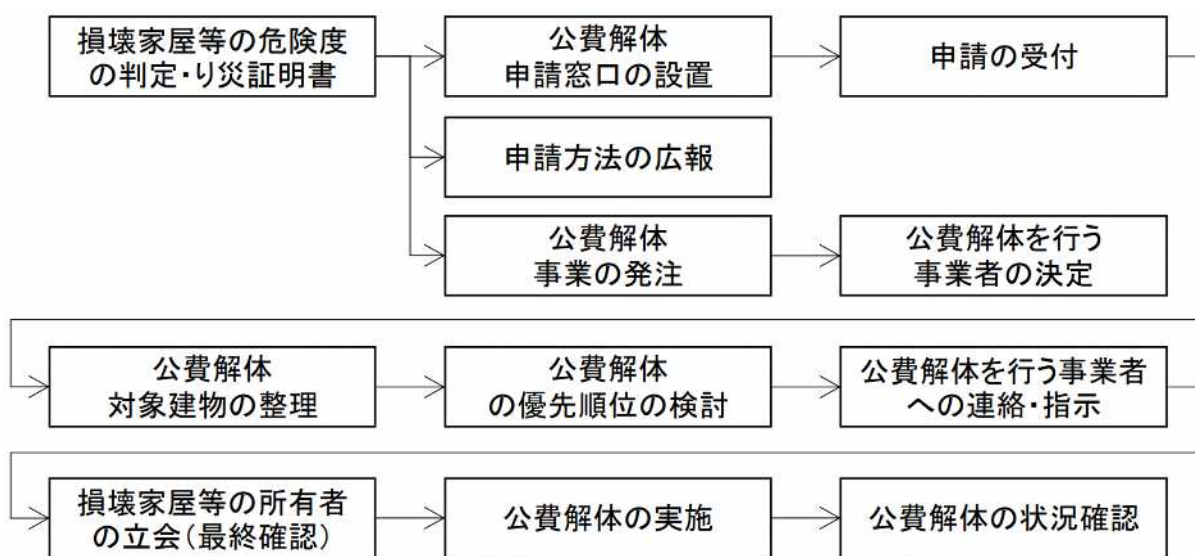 損壊家屋等の危険度
の判定・り災証明書
公費解体
申請窓口の設置
申請の受付
申請方法の広報
公費解体
事業の発注
公費解体を行う
事業者の決定
公費解体
対象建物の整理
公費解体
の優先順位の検討
公費解体を行う事業者
への連絡・指示
損壊家屋等の所有者
の立会(最終確認)
公費解体の実施
公費解体の状況確認